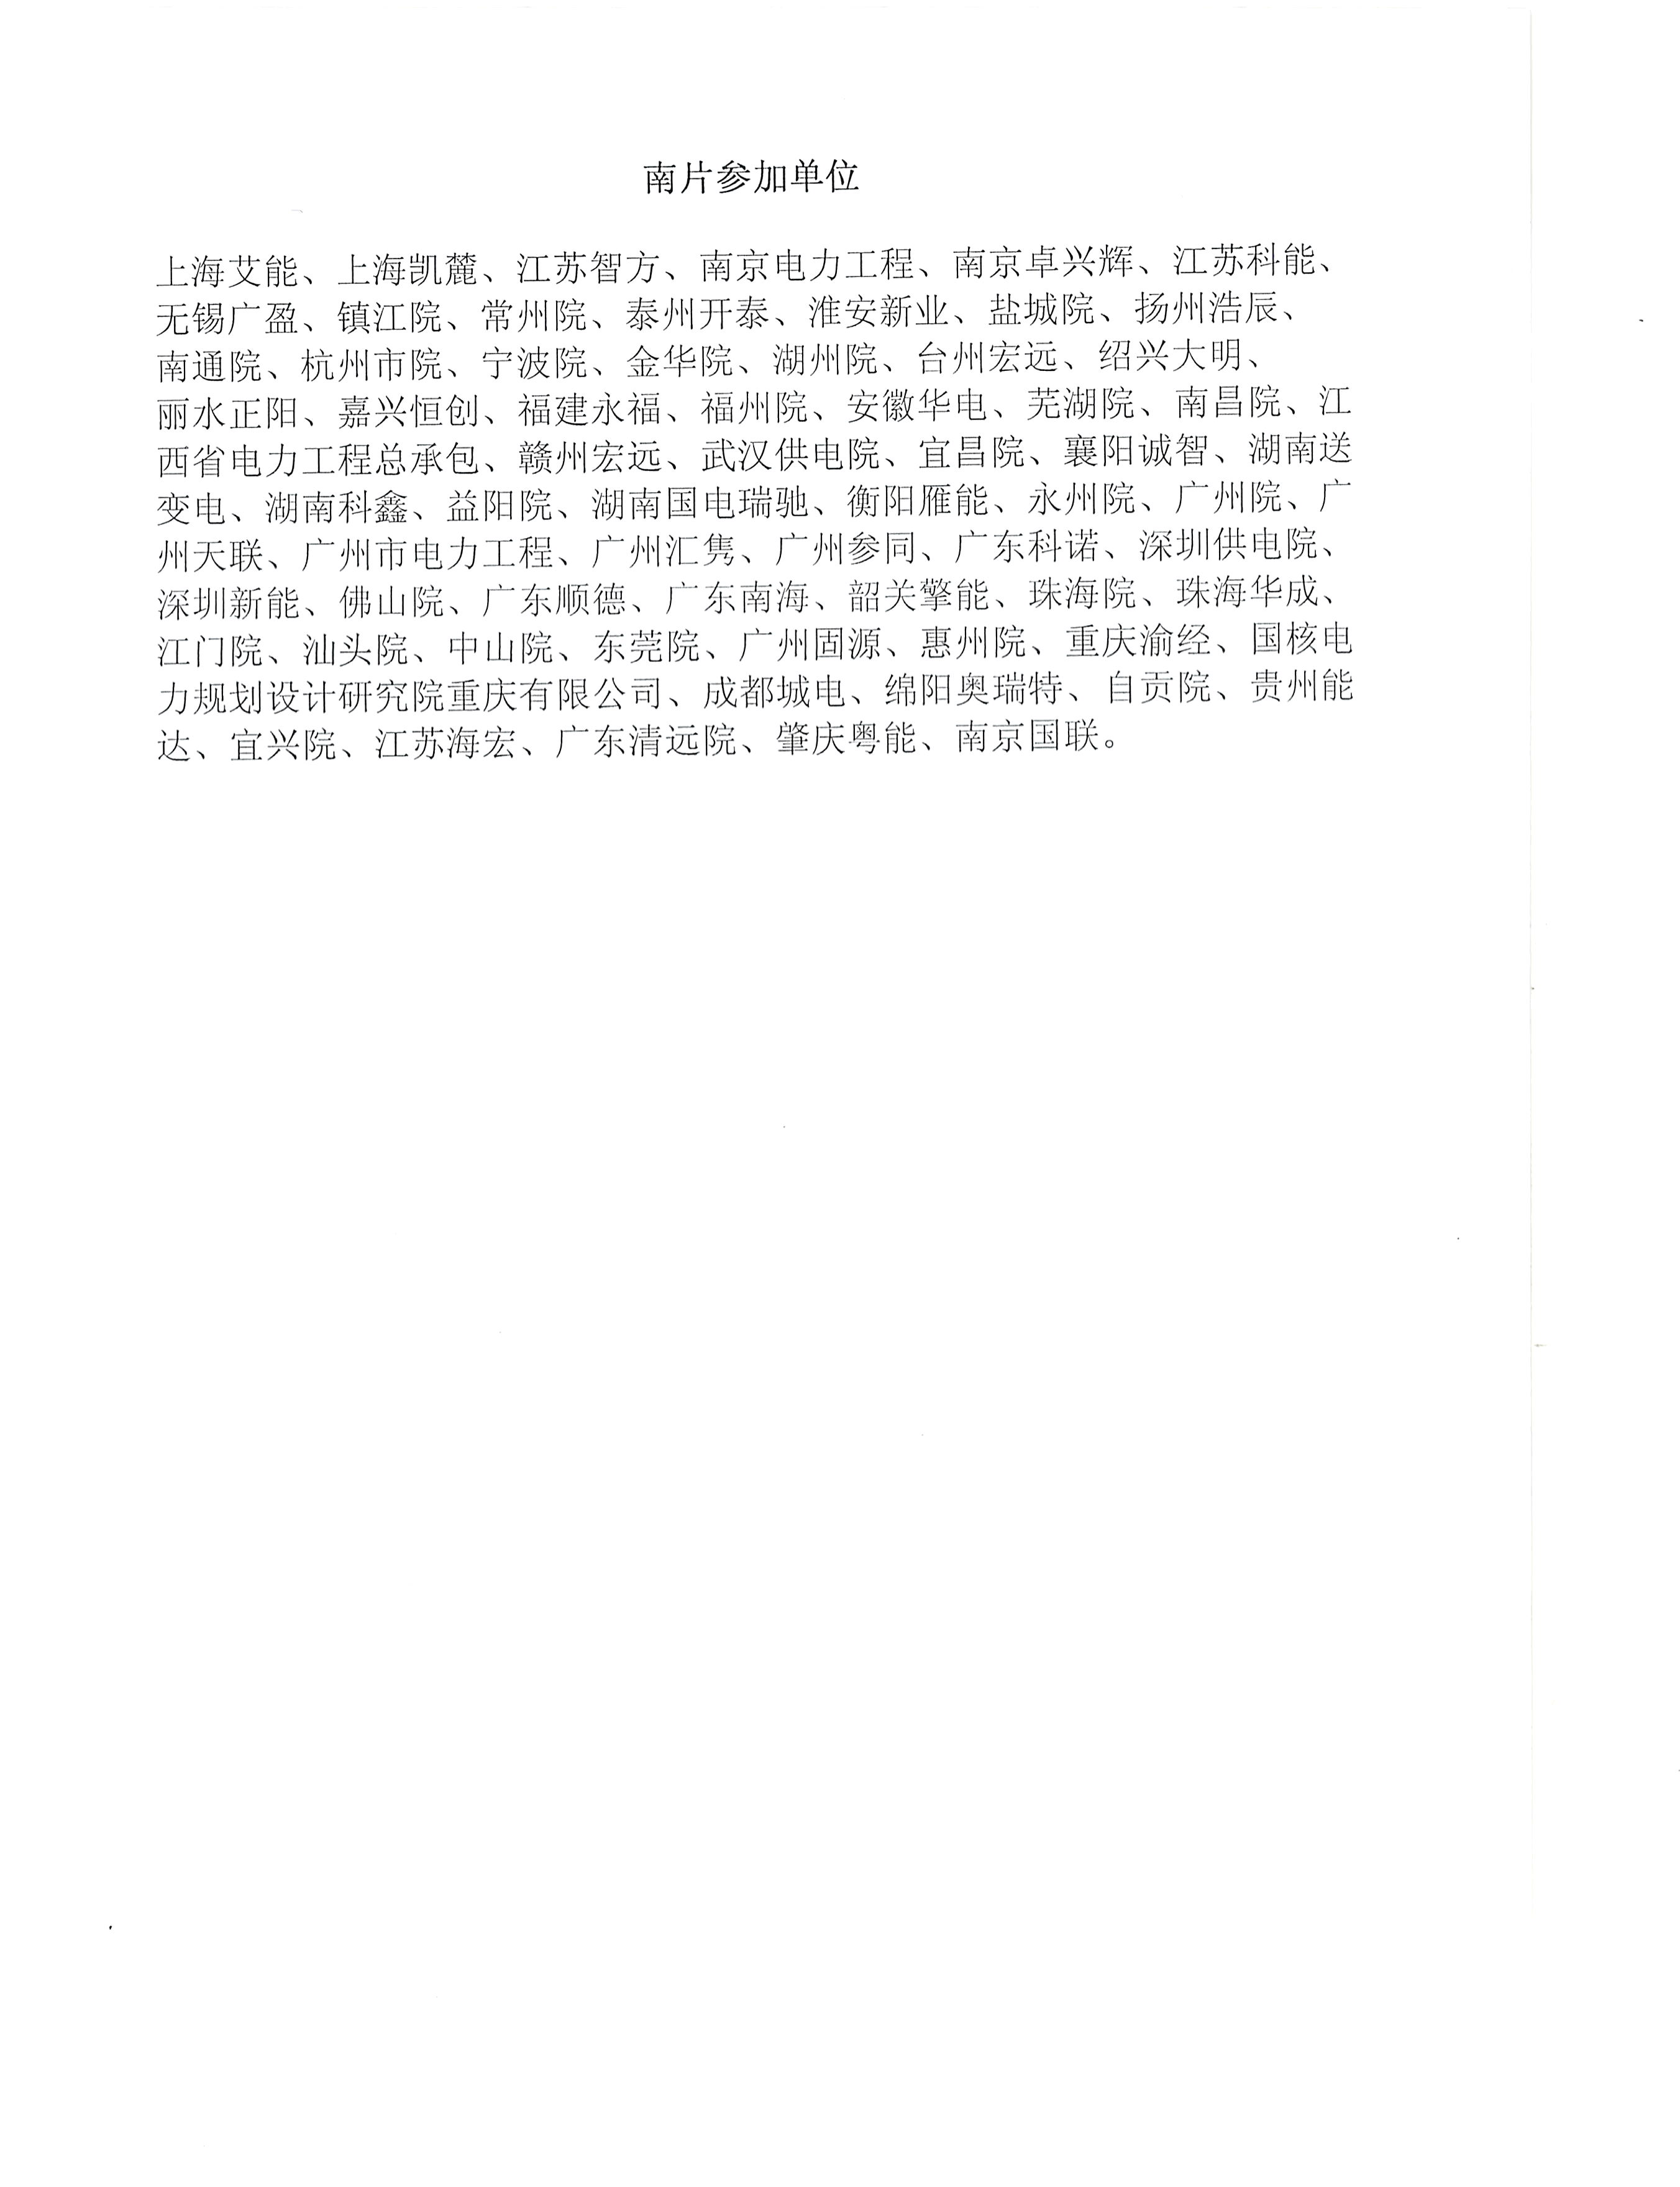 南片参加单位
上海艾能、上海凯麓、江苏智方、南京电力工程、南京卓兴辉、江苏科能、
无锡广盈、镇江院、常州院、泰州开泰、淮安新业、盐城院、扬州浩辰、
南通院、杭州市院、宁波院、金华院、湖州院、台州宏远、绍兴大明、
丽水正阳、嘉兴恒创、福建永福、福州院、安徽华电、芜湖院、南昌院、江
西省电力工程总承包、赣州宏远、武汉供电院、宜昌院、襄阳诚智、湖南送
变电、湖南科鑫、益阳院、湖南国电瑞驰、衡阳雁能、永州院、广州院、广
州天联、广州市电力工程、广州汇隽、广州参同、广东科诺、深圳供电院、
深圳新能、佛山院、广东顺德、广东南海、韶关擎能、珠海院、珠海华成、
江门院、汕头院、中山院、东莞院、广州固源、惠州院、重庆渝经、国核电
力规划设计研究院重庆有限公司、成都城电、绵阳奥瑞特、自贡院、贵州能
达、宜兴院、江苏海宏、广东清远院、肇庆粤能、南京国联。